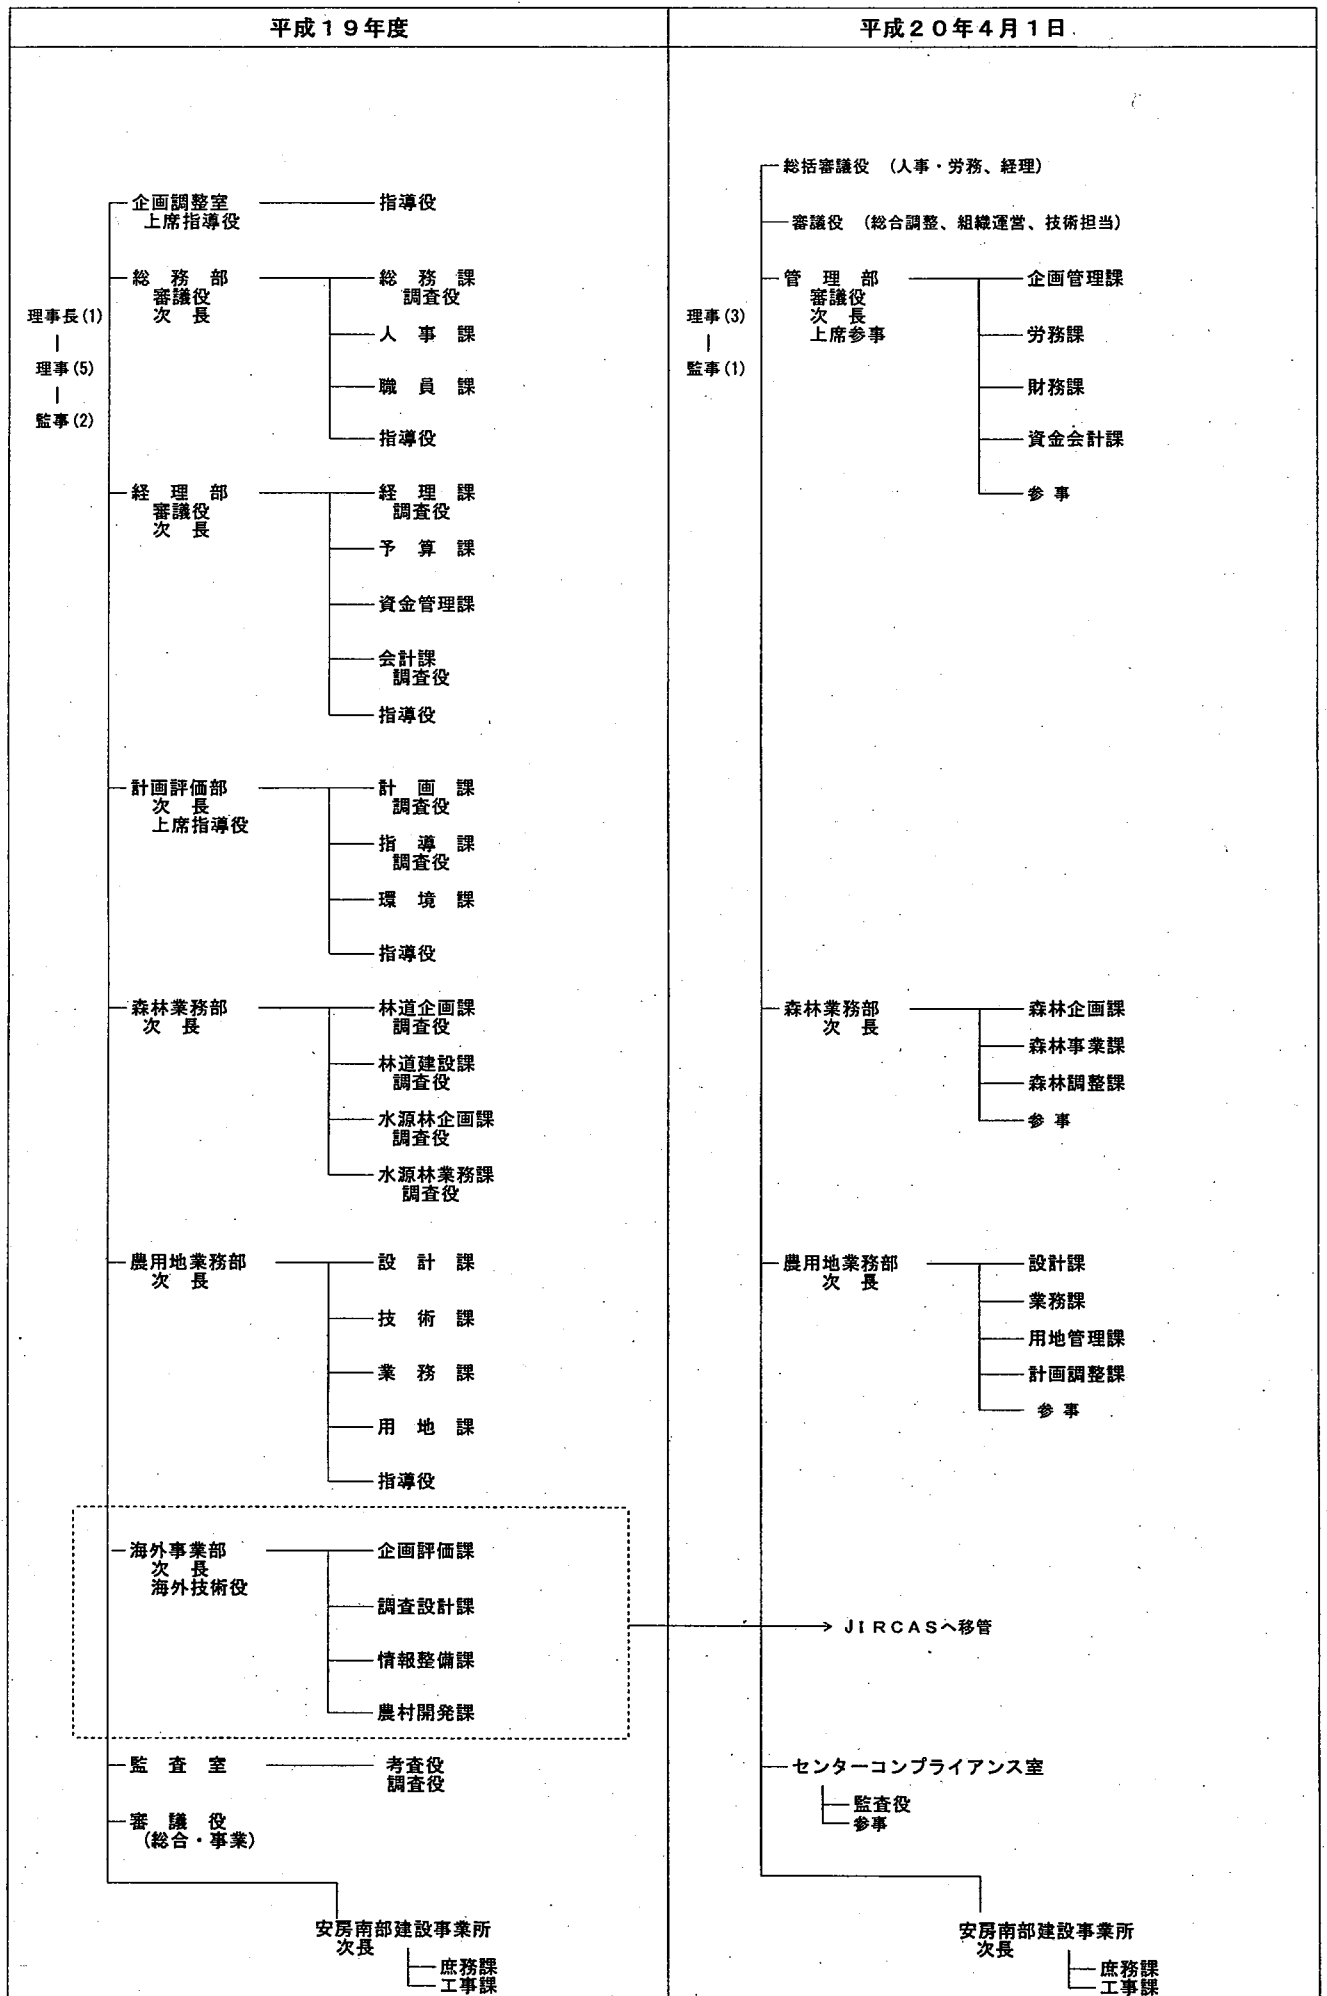 平成１９年度
企画調整室 指導役
上席指導役
総務部 総務課
審議役 調査役
次長
人事課
理事長(1)
理事(5)
監事(2)
職員課
指導役
経理部 経理課
審議役 調査役
次長
予算課
資金管理課
会計課
調査役
指導役
計画評価部 計画課
次長 調査役
上席指導役
指導課
調査役
環境課
指導役
森林業務部 林道企画課
次長 調査役
林道建設課
調査役
水源林企画課
調査役
水源林業務課
調査役
農用地業務部 設計課
次長
技術課
業務課
用地課
指導役
海外事業部 企画評価課
次長
海外技術役
調査設計課
情報整備課
農村開発課
監査室 考査役
調査役
審議役
(総合・事業)
安房南部建設事業所
次長
庶務課
工事課
平成２０年４月１日
総括審議役 (人事・労務、経理)
審議役 (総合調整、組織運営、技術担当)
管理部 企画管理課
審議役
次長
上席参事
理事(3)
監事(1)
労務課
財務課
資金会計課
参事
森林業務部 森林企画課
次長
森林事業課
森林調整課
参事
農用地業務部 設計課
次長
業務課
用地管理課
計画調整課
参事
ＪＩＲＣＡＳへ移管
センターコンプライアンス室
監査役
参事
安房南部建設事業所
次長
庶務課
工事課